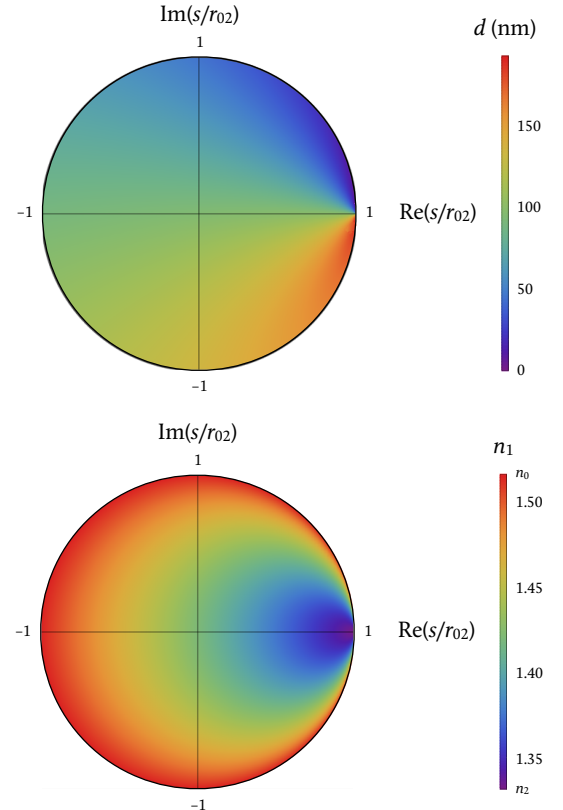 Im(s/r₀₂)
d (nm)
1
150
−1
1
Re(s/r₀₂)
100
50
−1
0
Im(s/r₀₂)
n₁
1
n₀
1.50
1.45
−1
1
Re(s/r₀₂)
1.40
1.35
n₂
−1